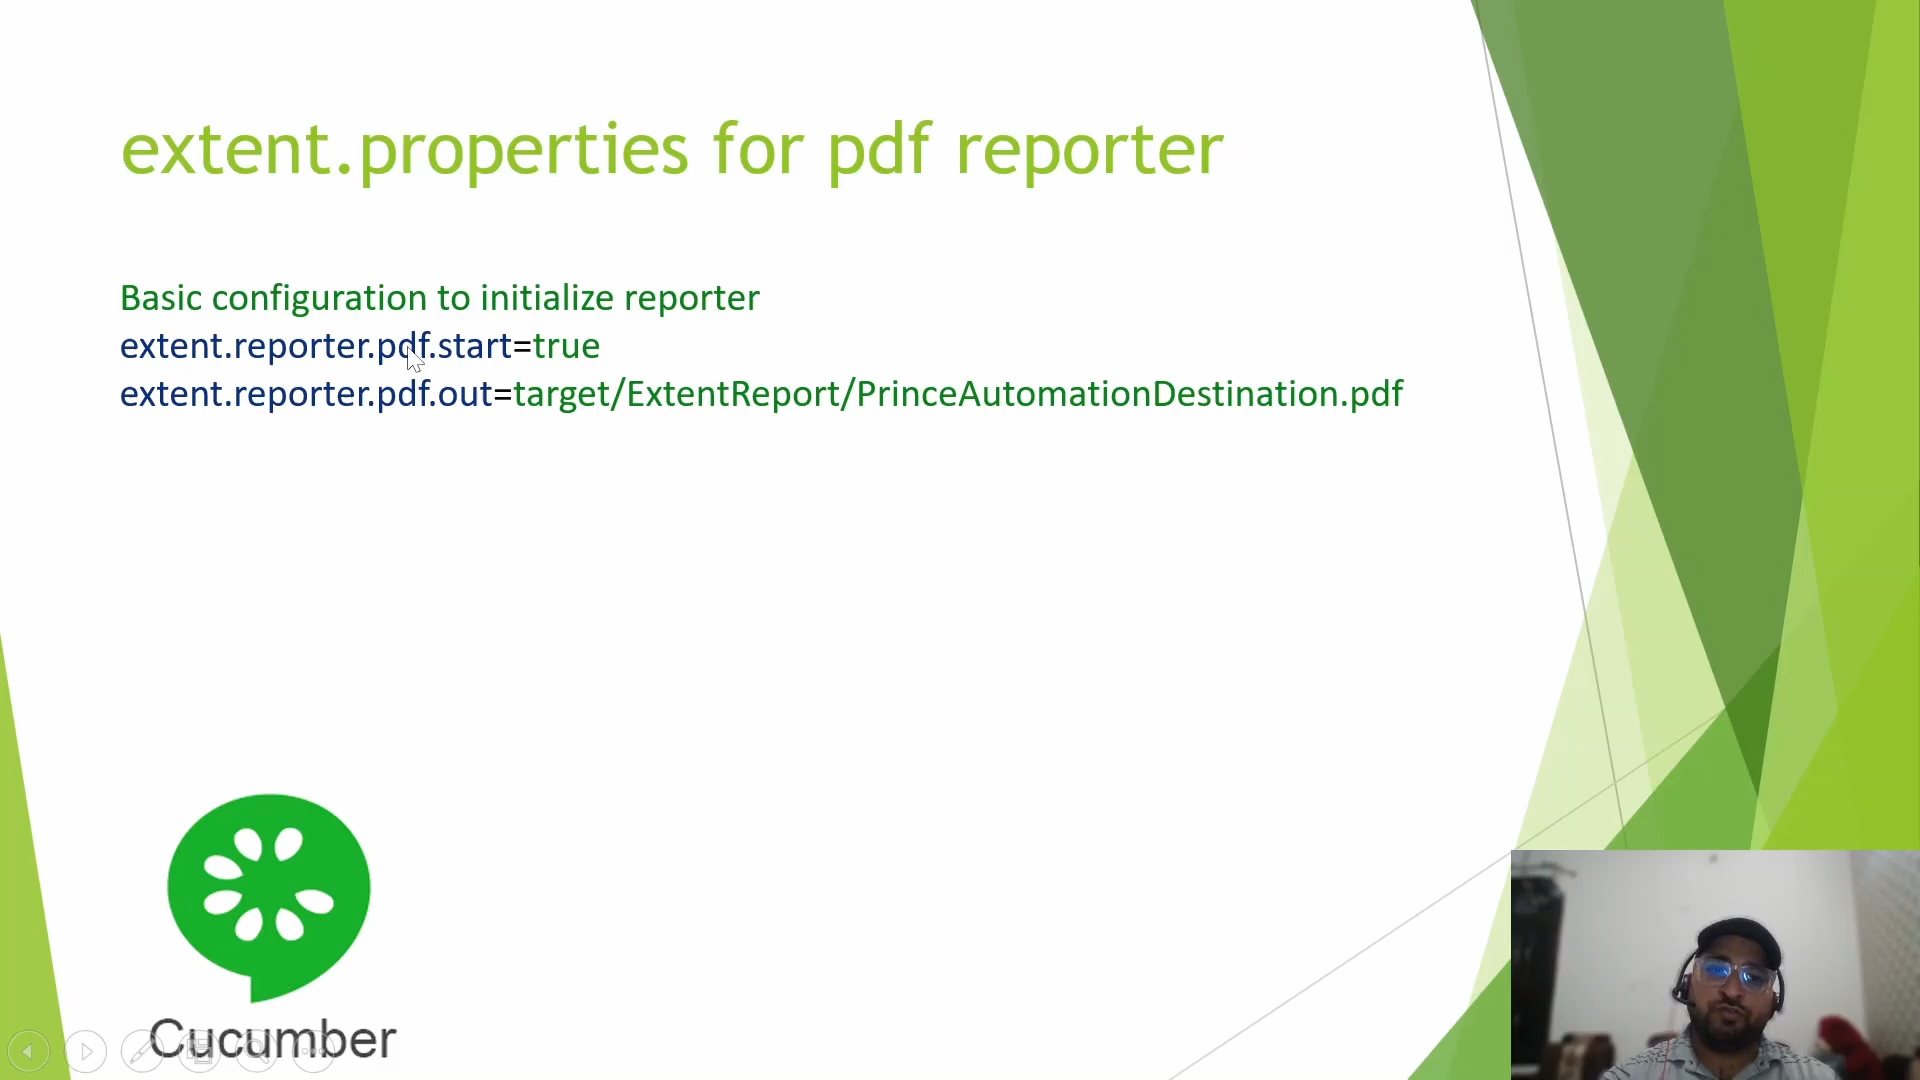 extent.properties for pdf reporter
Basic configuration to initialize reporter
extent.reporter.pdf.start=true
extent.reporter.pdf.out=target/ExtentReport/PrinceAutomationDestination.pdf
Cucumber